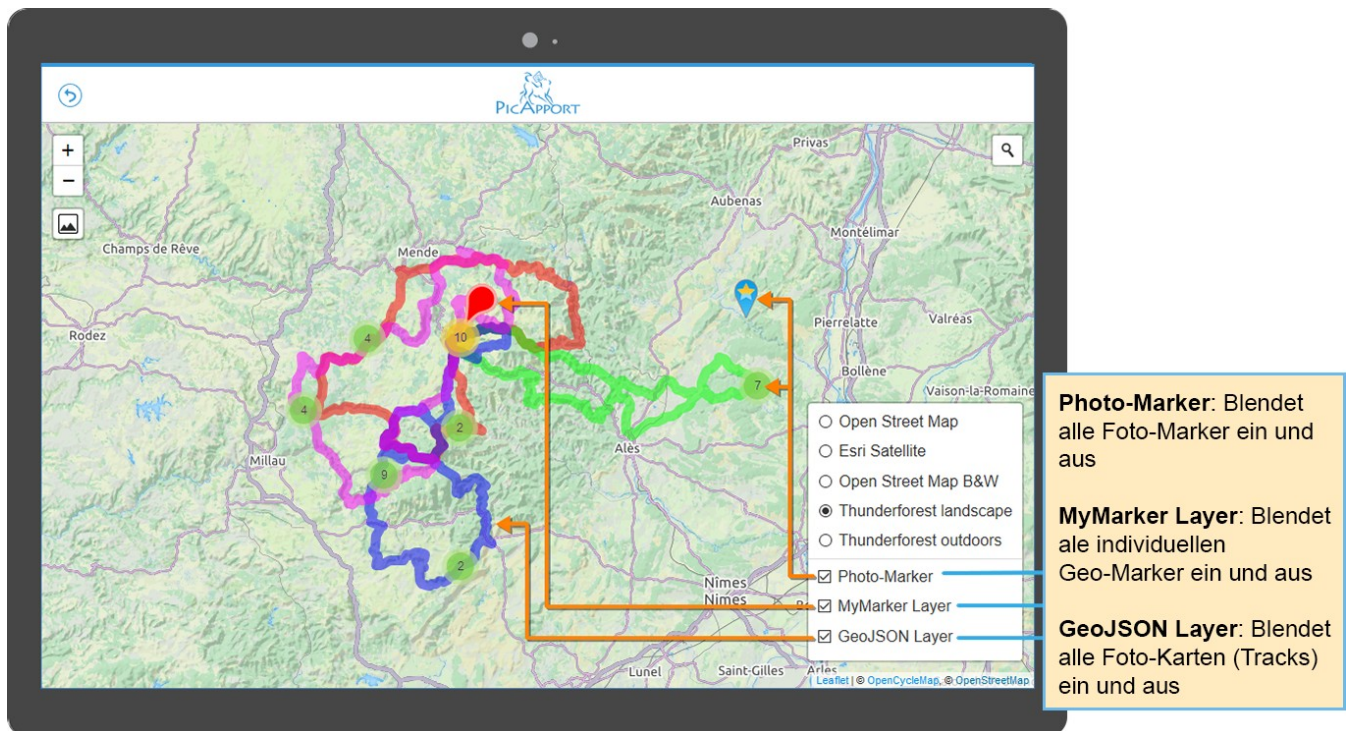 PICAPPORT
+
−
Privas
Aubenas
Montélimar
Champs de Rêve
Mende
Pierrelatte
Valréas
Rodez
4
10
Bollène
7
Vaison-la-Romaine
4
2
Alès
Millau
9
2
Nîmes
Nimes
Lunel
Saint-Gilles
Arles
Open Street Map
Esri Satellite
Open Street Map B&W
Thunderforest landscape
Thunderforest outdoors
Photo-Marker
MyMarker Layer
GeoJSON Layer
Leaflet | © OpenCycleMap, © OpenStreetMap
Photo-Marker: Blendet
alle Foto-Marker ein und
aus
MyMarker Layer: Blendet
ale individuellen
Geo-Marker ein und aus
GeoJSON Layer: Blendet
alle Foto-Karten (Tracks)
ein und aus